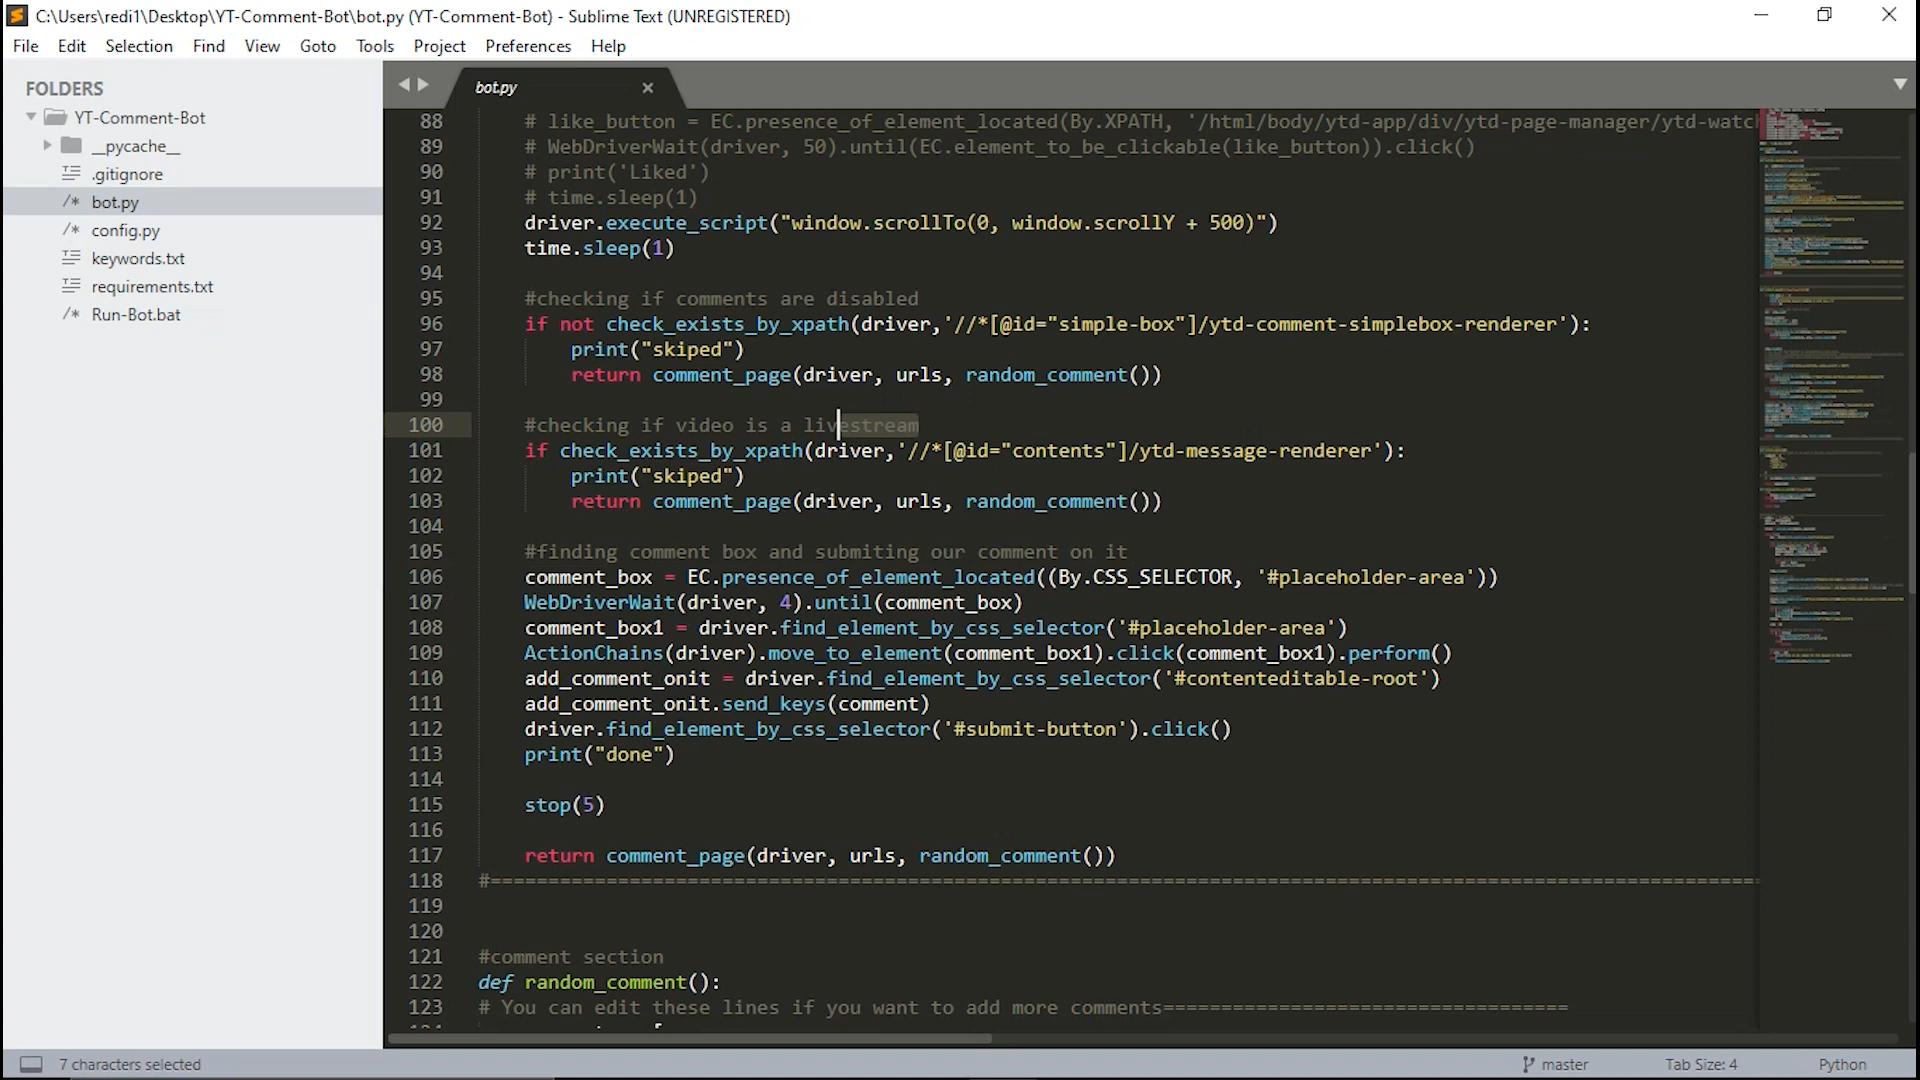 C:\Users\redi1\Desktop\YT-Comment-Bot\bot.py (YT-Comment-Bot) - Sublime Text (UNREGISTERED)
File Edit Selection Find View Goto Tools Project Preferences Help
FOLDERS
YT-Comment-Bot
__pycache__
.gitignore
/* bot.py
/* config.py
keywords.txt
requirements.txt
/* Run-Bot.bat
bot.py
88 # like_button = EC.presence_of_element_located(By.XPATH, '/html/body/ytd-app/div/ytd-page-manager/ytd-watc
89 # WebDriverWait(driver, 50).until(EC.element_to_be_clickable(like_button)).click()
90 # print('Liked')
91 # time.sleep(1)
92 driver.execute_script("window.scrollTo(0, window.scrollY + 500)")
93 time.sleep(1)
94
95 #checking if comments are disabled
96 if not check_exists_by_xpath(driver,'//*[@id="simple-box"]/ytd-comment-simplebox-renderer'):
97 print("skiped")
98 return comment_page(driver, urls, random_comment())
99
100 #checking if video is a livestream
101 if check_exists_by_xpath(driver,'//*[@id="contents"]/ytd-message-renderer'):
102 print("skiped")
103 return comment_page(driver, urls, random_comment())
104
105 #finding comment box and submiting our comment on it
106 comment_box = EC.presence_of_element_located((By.CSS_SELECTOR, '#placeholder-area'))
107 WebDriverWait(driver, 4).until(comment_box)
108 comment_box1 = driver.find_element_by_css_selector('#placeholder-area')
109 ActionChains(driver).move_to_element(comment_box1).click(comment_box1).perform()
110 add_comment_onit = driver.find_element_by_css_selector('#contenteditable-root')
111 add_comment_onit.send_keys(comment)
112 driver.find_element_by_css_selector('#submit-button').click()
113 print("done")
114
115 stop(5)
116
117 return comment_page(driver, urls, random_comment())
118 #==============================================================================================================
119
120
121 #comment section
122 def random_comment():
123 # You can edit these lines if you want to add more comments===================================
7 characters selected
master
Tab Size: 4
Python